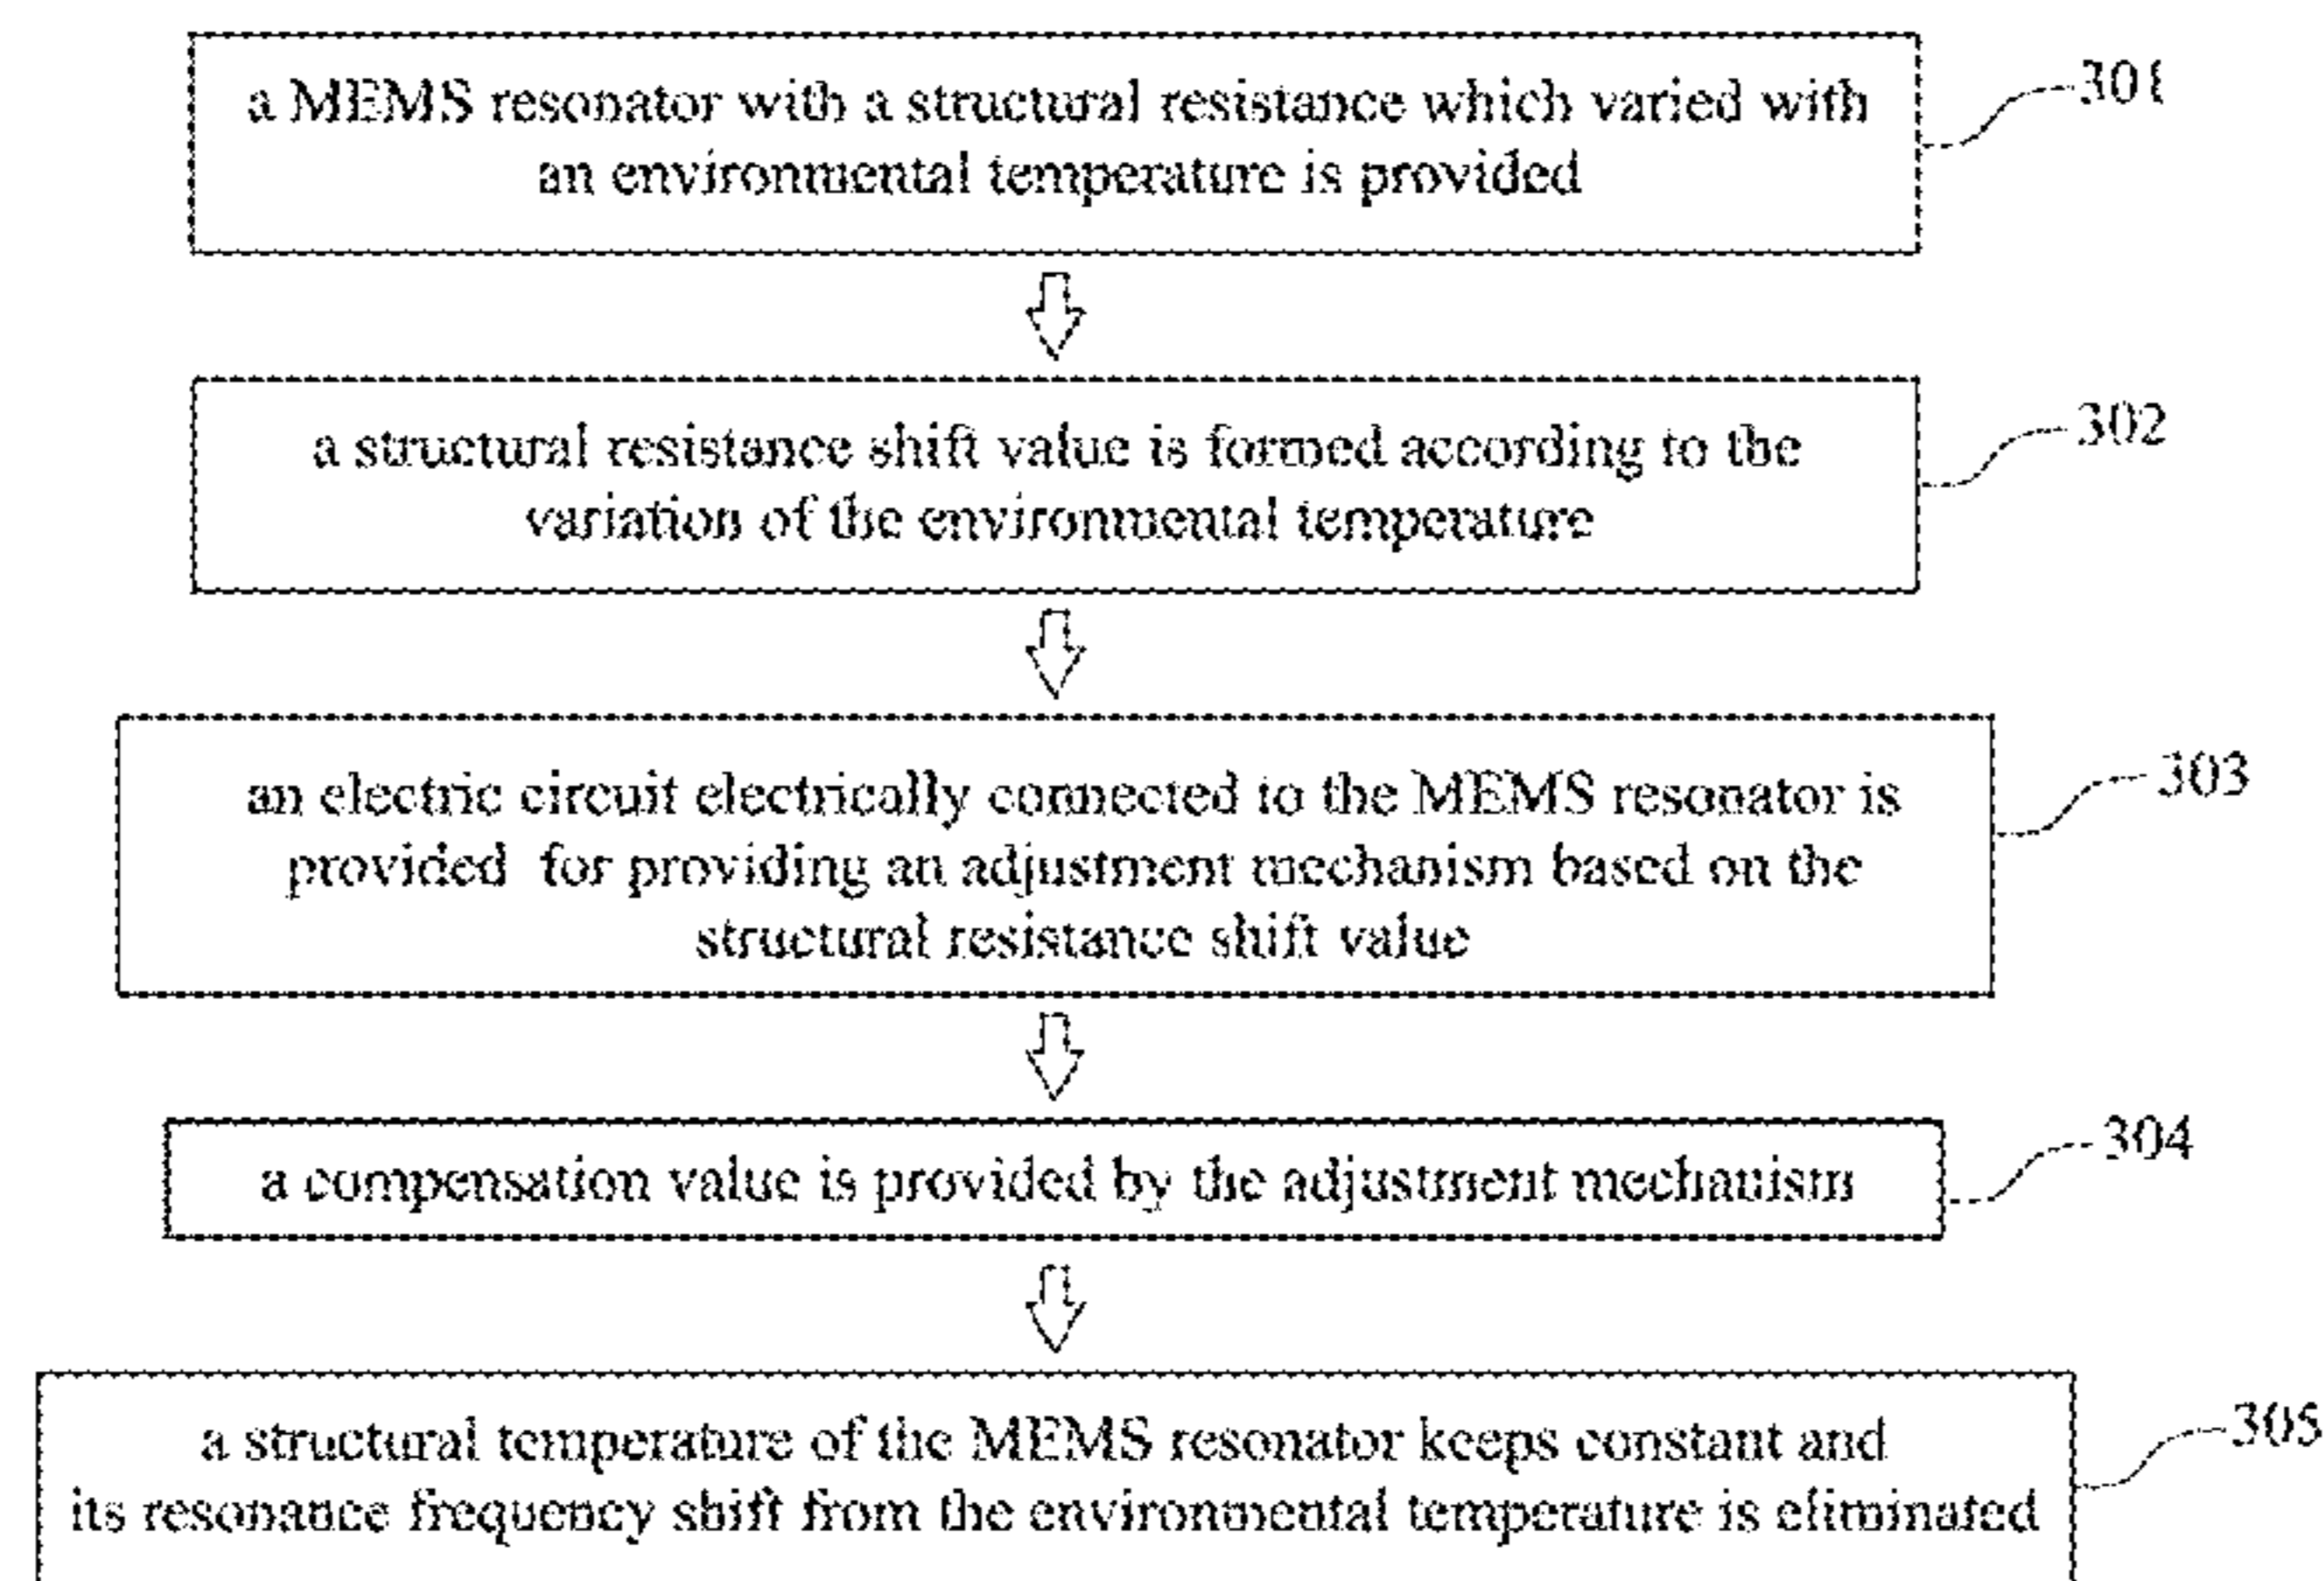 a MEMS resonator with a structural resistance which varied with
an environmental temperature is provided
301
a structural resistance shift value is formed according to the
variation of the environmental temperature
302
an electric circuit electrically connected to the MEMS resonator is
provided for providing an adjustment mechanism based on the
structural resistance shift value
303
a compensation value is provided by the adjustment mechanism
304
a structural temperature of the MEMS resonator keeps constant and
its resonance frequency shift from the environmental temperature is eliminated
305